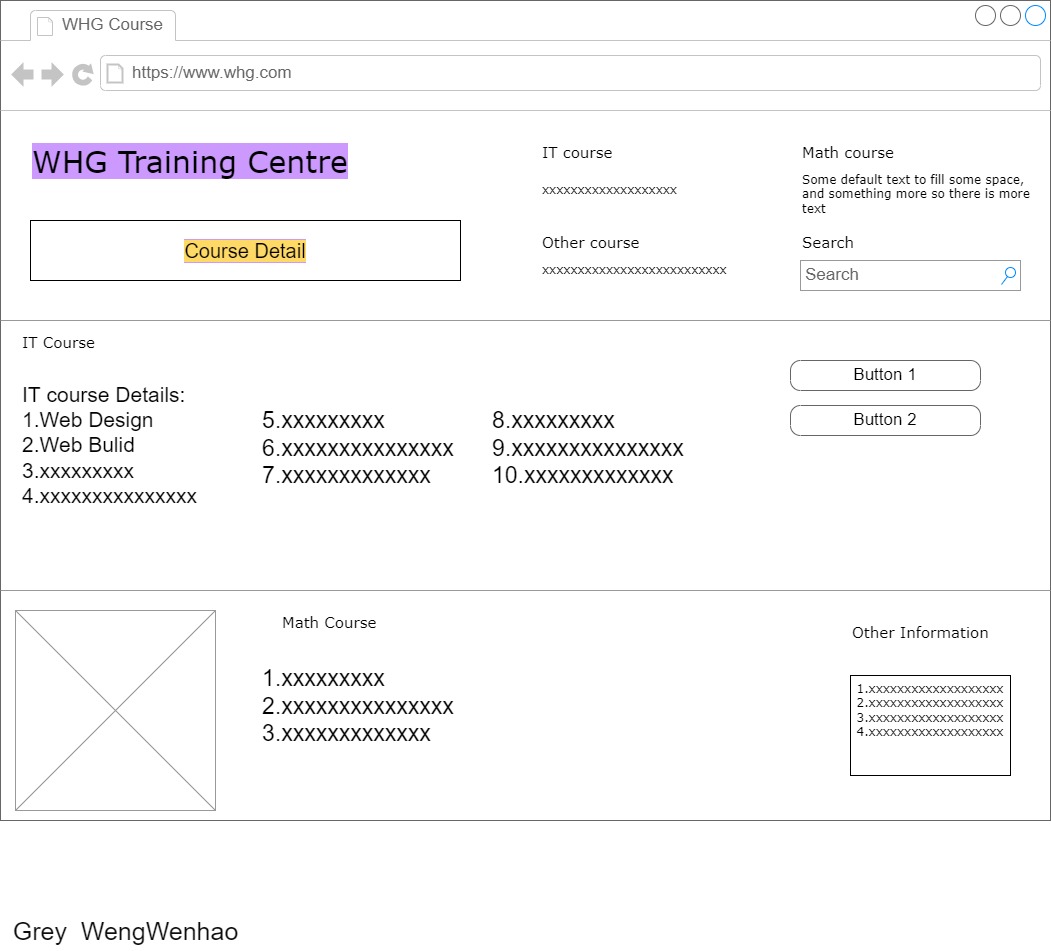 WHG Course
https://www.whg.com
WHG Training Centre
Course Detail
IT course
xxxxxxxxxxxxxxxxxxx
Other course
xxxxxxxxxxxxxxxxxxxxxxxxxx
Math course
Some default text to fill some space,
and something more so there is more
text
Search
Search
IT Course
IT course Details:
1.Web Design
2.Web Bulid
3.xxxxxxxxx
4.xxxxxxxxxxxxxxx
5.xxxxxxxxx
6.xxxxxxxxxxxxxxx
7.xxxxxxxxxxxxx
8.xxxxxxxxx
9.xxxxxxxxxxxxxxx
10.xxxxxxxxxxxxx
Button 1
Button 2
Math Course
1.xxxxxxxxx
2.xxxxxxxxxxxxxxx
3.xxxxxxxxxxxxx
Other Information
1.xxxxxxxxxxxxxxxxxxx
2.xxxxxxxxxxxxxxxxxxx
3.xxxxxxxxxxxxxxxxxxx
4.xxxxxxxxxxxxxxxxxxx
Grey  WengWenhao